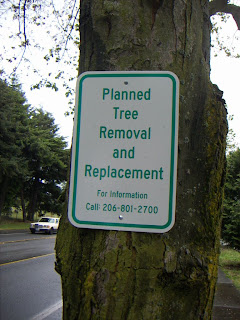 Planned
Tree
Removal
and
Replacement
For Information
Call: 206-801-2700